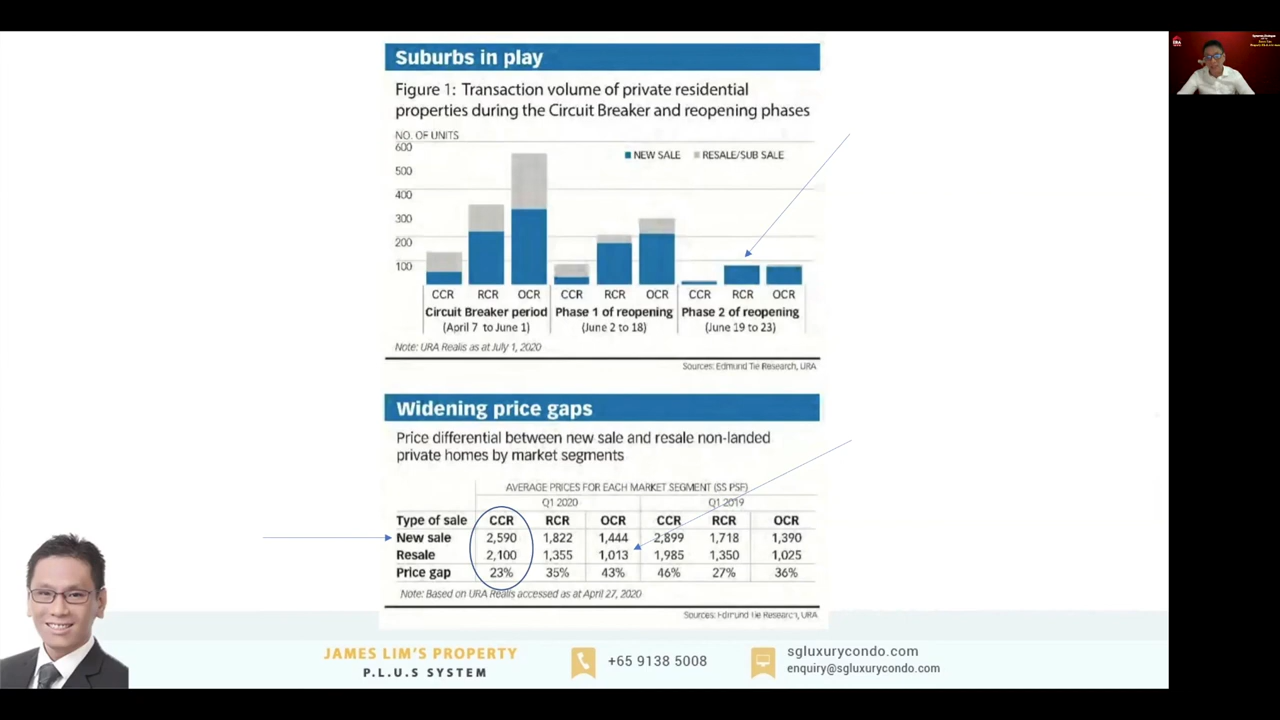 Suburbs in play
Figure 1: Transaction volume of private residential
properties during the Circuit Breaker and reopening phases
NO. OF UNITS
NEW SALE RESALE/SUB SALE
600
500
400
300
200
100
CCR RCR OCR CCR RCR OCR CCR RCR OCR
Circuit Breaker period Phase 1 of reopening Phase 2 of reopening
(April 7 to June 1) (June 2 to 18) (June 19 to 23)
Note: URA Realis as at July 1, 2020
Sources: Edmund Tie Research, URA
Widening price gaps
Price differential between new sale and resale non-landed
private homes by market segments
AVERAGE PRICES FOR EACH MARKET SEGMENT (S$ PSF)
Q1 2020 Q1 2019
Type of sale CCR RCR OCR CCR RCR OCR
New sale 2,590 1,822 1,444 2,899 1,718 1,390
Resale 2,100 1,355 1,013 1,985 1,350 1,025
Price gap 23% 35% 43% 46% 27% 36%
Note: Based on URA Realis accessed as at April 27, 2020
Sources: Edmund Tie Research, URA
JAMES LIM'S PROPERTY
P.L.U.S SYSTEM
+65 9138 5008
sgluxurycondo.com
enquiry@sgluxurycondo.com